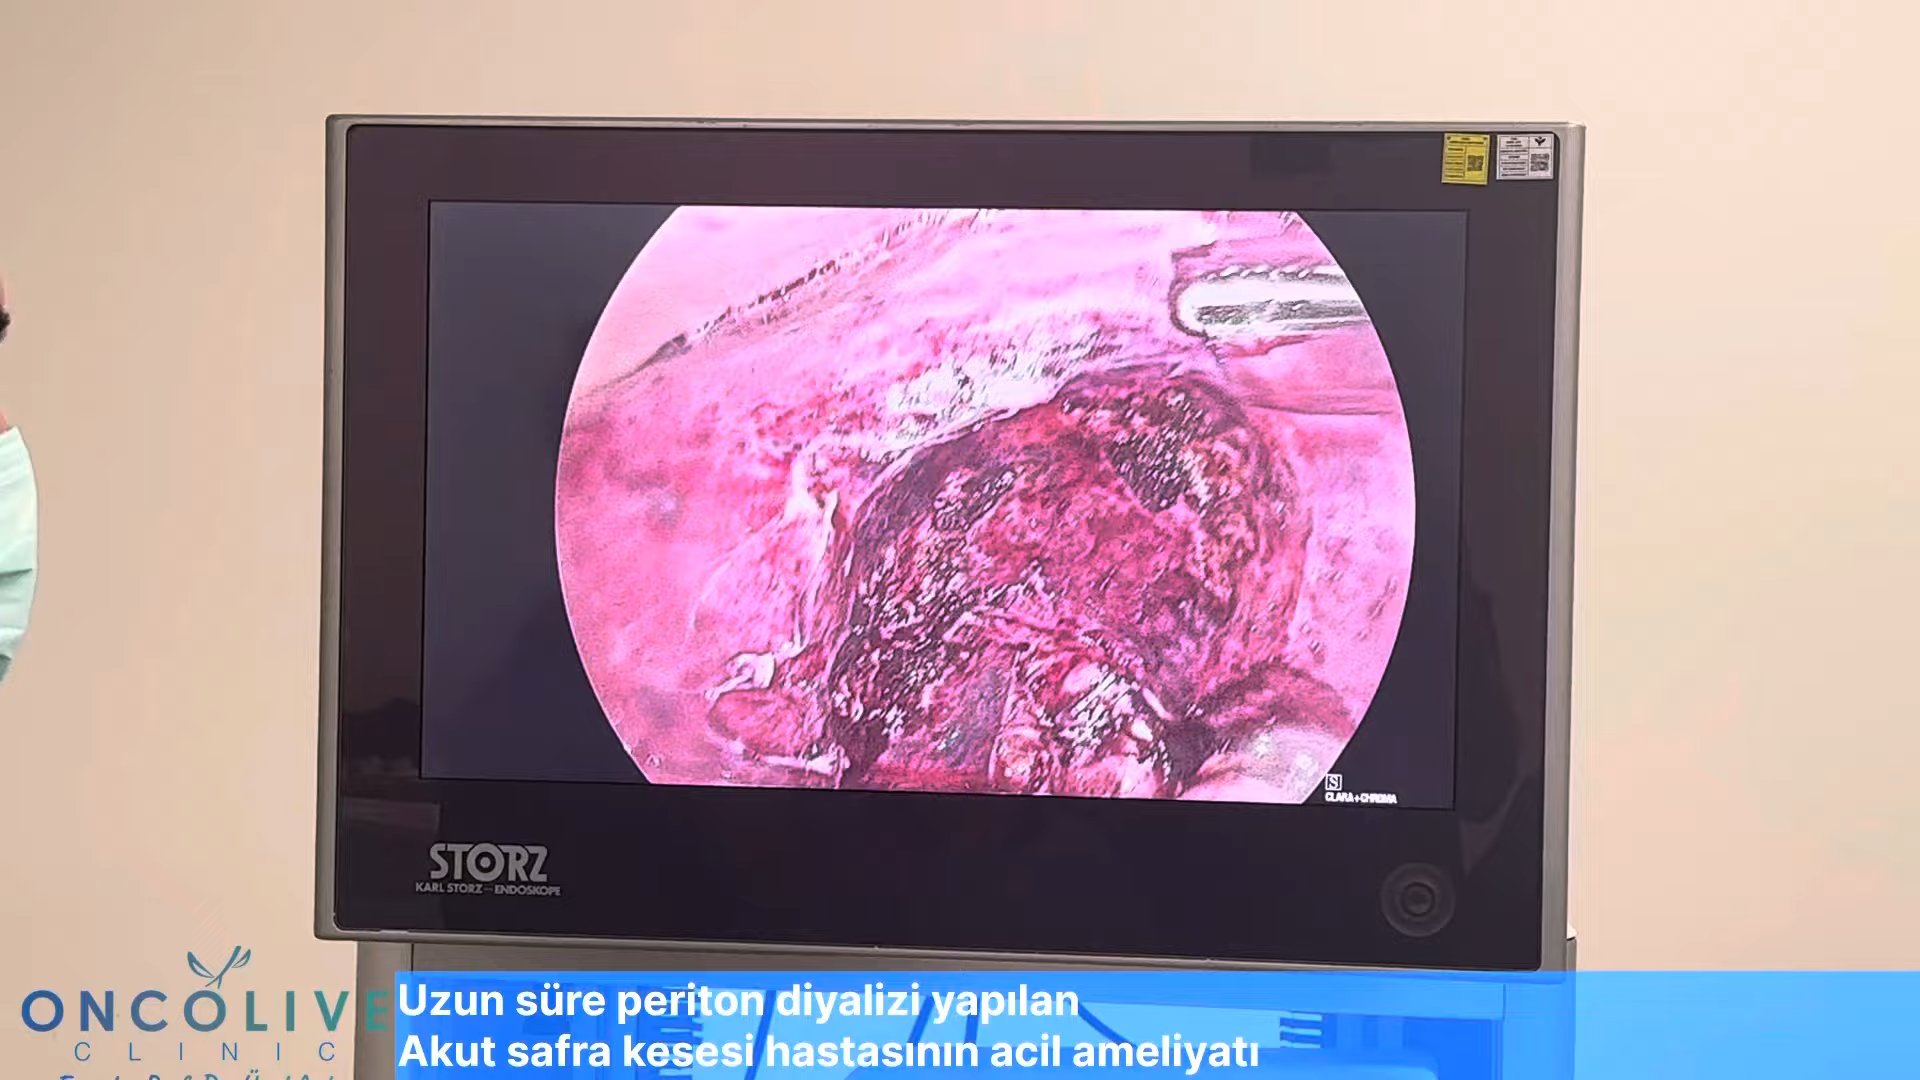 CLARA+CHROMA
STORZ
KARL STORZ — ENDOSKOPE
ONCOLIVE
CLINIC
Uzun süre periton diyalizi yapılan
Akut safra kesesi hastasının acil ameliyatı